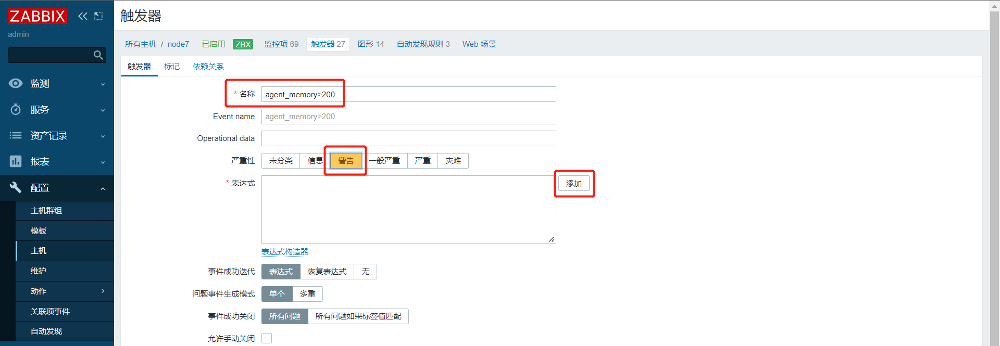 ZABBIX
admin
监测
服务
资产记录
报表
配置
主机群组
模板
主机
维护
动作
关联项事件
自动发现
触发器
所有主机 / node7 已启用 ZBX 监控项 69 触发器 27 图形 14 自动发现规则 3 Web 场景
触发器 标记 依赖关系
* 名称 agent_memory>200
Event name agent_memory>200
Operational data
严重性 未分类 信息 警告 一般严重 严重 灾难
* 表达式 添加
表达式构造器
事件成功迭代 表达式 恢复表达式 无
问题事件生成模式 单个 多重
事件成功关闭 所有问题 所有问题如果标签值匹配
允许手动关闭